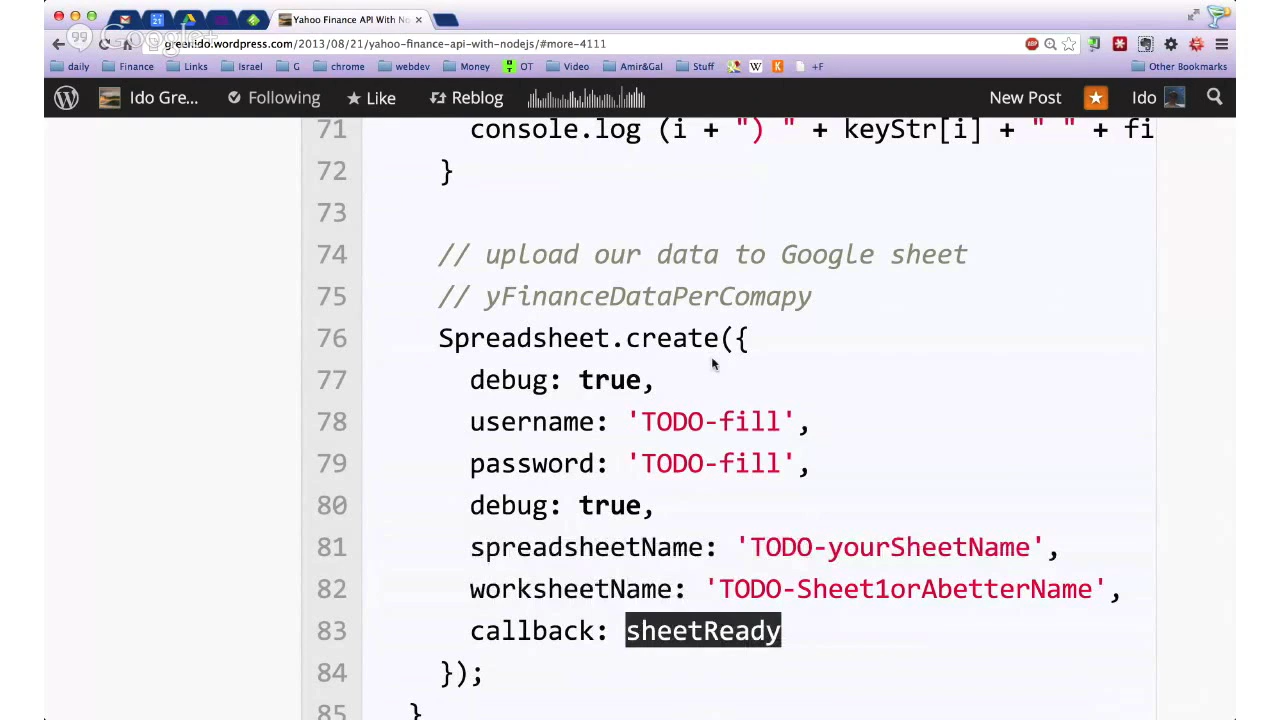 Yahoo Finance API With No
Google+
greenido.wordpress.com/2013/08/21/yahoo-finance-api-with-nodejs/#more-4111
daily Finance Links Israel G chrome webdev Money OT Video Amir&Gal Stuff W K +F Other Bookmarks
Ido Gre... Following Like Reblog New Post Ido
71 console.log (i + ") " + keyStr[i] + " " + fi
72 }
73
74 // upload our data to Google sheet
75 // yFinanceDataPerComapy
76 Spreadsheet.create({
77 debug: true,
78 username: 'TODO-fill',
79 password: 'TODO-fill',
80 debug: true,
81 spreadsheetName: 'TODO-yourSheetName',
82 worksheetName: 'TODO-Sheet1orAbetterName',
83 callback: sheetReady
84 });
85 }